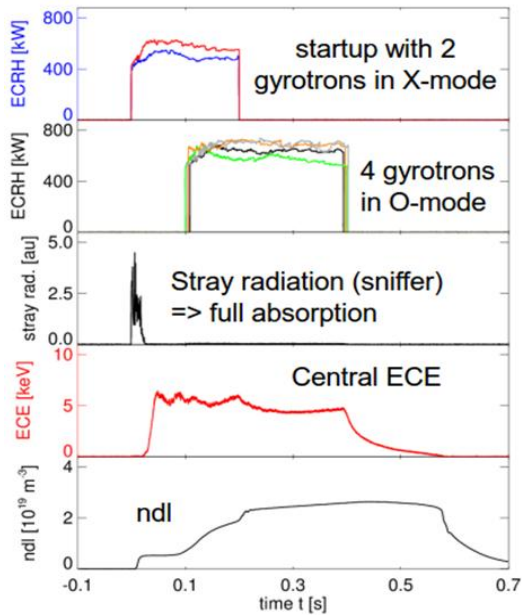 800
400
0
ECRH [kW]
startup with 2
gyrotrons in X-mode
800
400
0
ECRH [kW]
4 gyrotrons
in O-mode
5.0
2.5
0.0
stray rad. [au]
Stray radiation (sniffer)
=> full absorption
10
5
0
ECE [keV]
Central ECE
4
2
0
ndl [10¹⁹ m⁻³]
ndl
-0.1 0.1 0.3 0.5 0.7
time t [s]